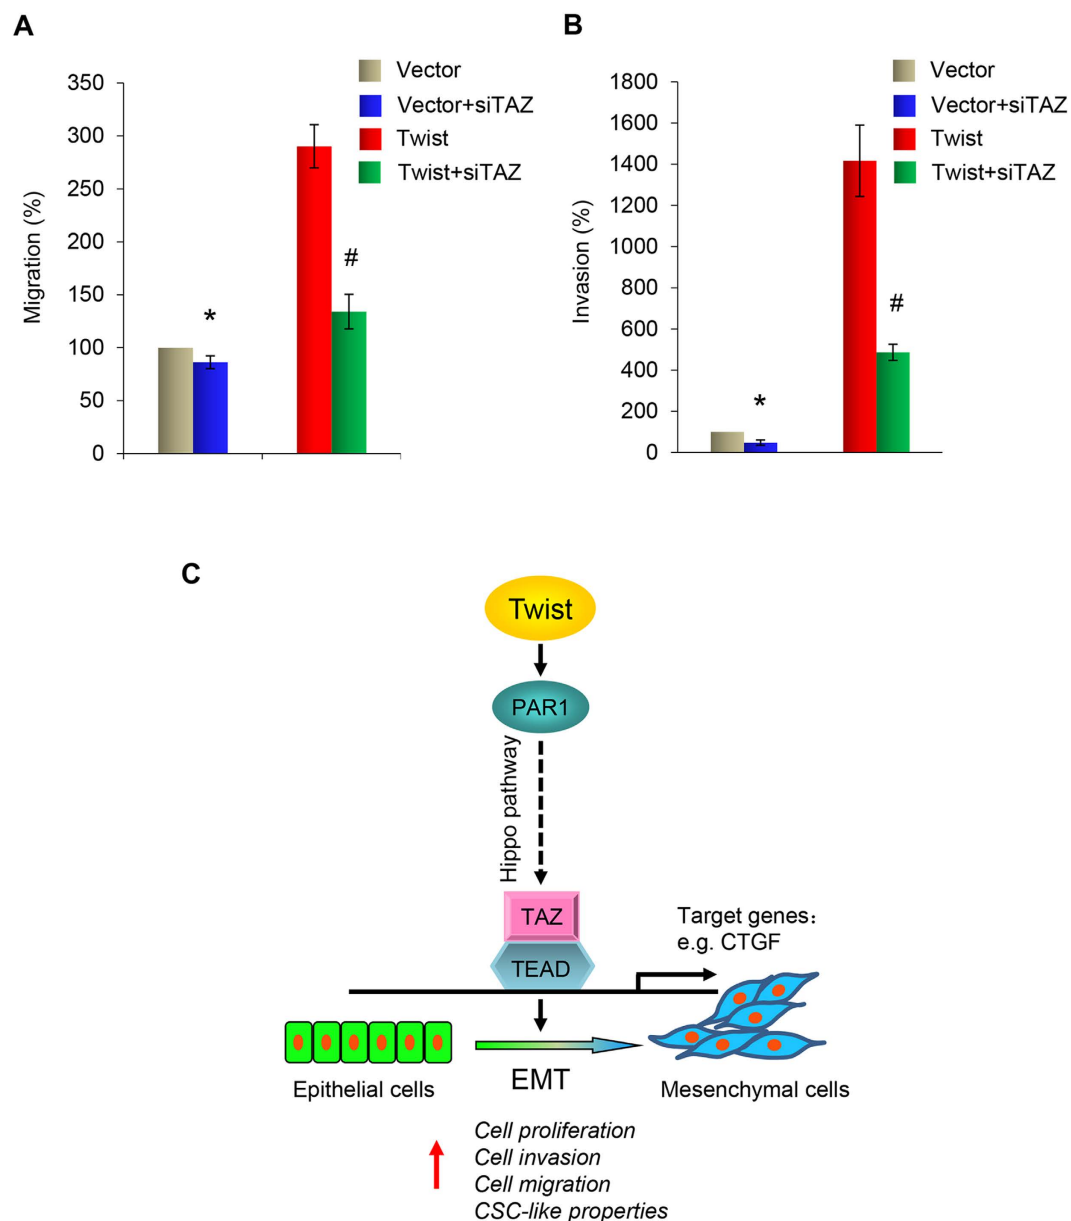 A
Migration (%)
350
300
250
200
150
100
50
0
*
#
Vector
Vector+siTAZ
Twist
Twist+siTAZ
B
Invasion (%)
1800
1600
1400
1200
1000
800
600
400
200
0
*
#
Vector
Vector+siTAZ
Twist
Twist+siTAZ
C
Twist
PAR1
Hippo pathway
TAZ
TEAD
Target genes:
e.g. CTGF
Epithelial cells
EMT
Mesenchymal cells
Cell proliferation
Cell invasion
Cell migration
CSC-like properties